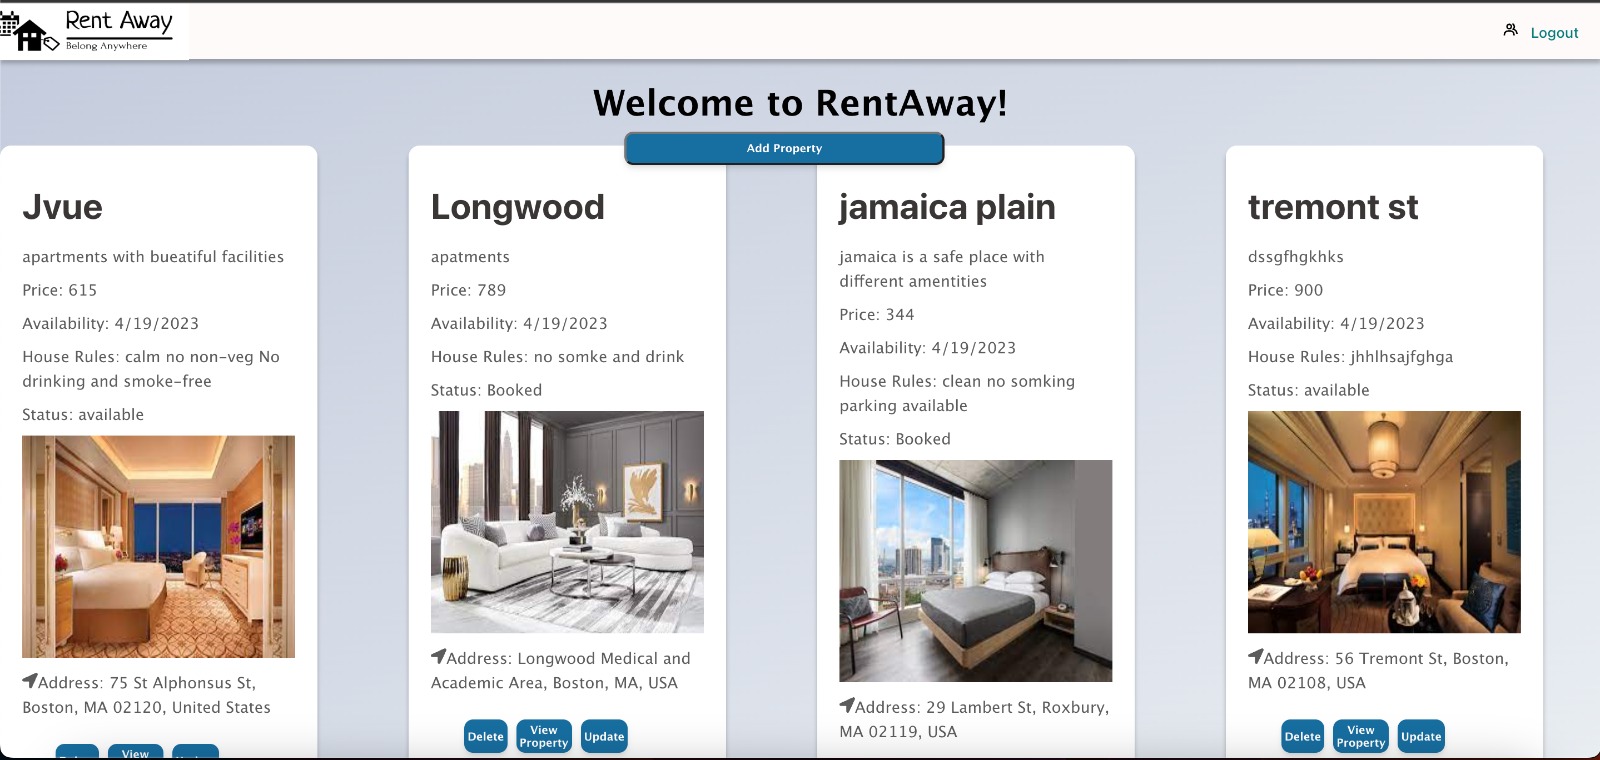 Rent Away
Belong Anywhere
Logout
Welcome to RentAway!
Add Property
Jvue
apartments with bueatiful facilities
Price: 615
Availability: 4/19/2023
House Rules: calm no non-veg No
drinking and smoke-free
Status: available
Address: 75 St Alphonsus St,
Boston, MA 02120, United States
View
Longwood
apatments
Price: 789
Availability: 4/19/2023
House Rules: no somke and drink
Status: Booked
Address: Longwood Medical and
Academic Area, Boston, MA, USA
Delete
View
Property
Update
jamaica plain
jamaica is a safe place with
different amentities
Price: 344
Availability: 4/19/2023
House Rules: clean no somking
parking available
Status: Booked
Address: 29 Lambert St, Roxbury,
MA 02119, USA
tremont st
dssgfhgkhks
Price: 900
Availability: 4/19/2023
House Rules: jhhlhsajfghga
Status: available
Address: 56 Tremont St, Boston,
MA 02108, USA
Delete
View
Property
Update